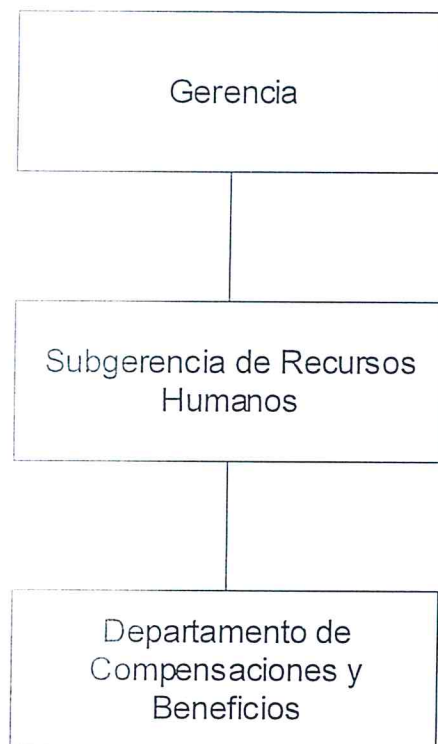 Gerencia
Subgerencia de Recursos
Humanos
Departamento de
Compensaciones y
Beneficios